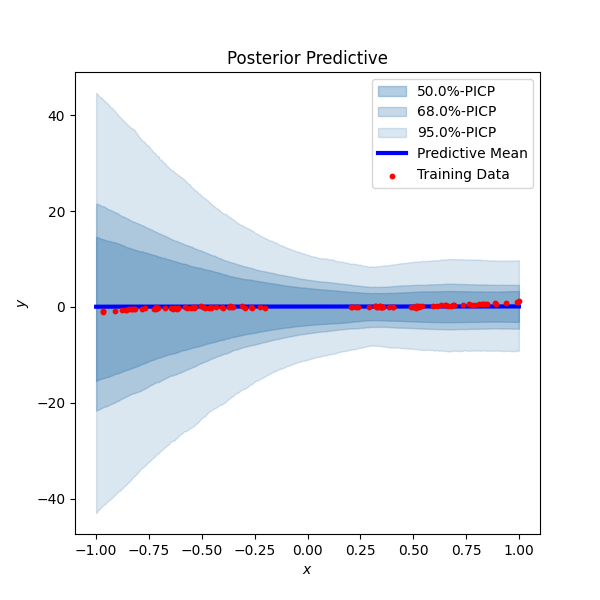 Posterior Predictive
50.0%-PICP
68.0%-PICP
95.0%-PICP
Predictive Mean
Training Data
40
20
0
−20
−40
y
−1.00 −0.75 −0.50 −0.25 0.00 0.25 0.50 0.75 1.00
x